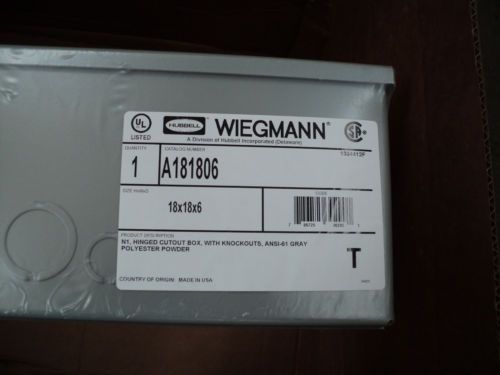 UL LISTED HUBBELL WIEGMANN®
A Division of Hubbell Incorporated (Delaware)
QUANTITY CATALOG NUMBER
1 A181806
18x18x6
PRODUCT DESCRIPTION
N1, HINGED CUTOUT BOX, WITH KNOCKOUTS, ANSI-61 GRAY
POLYESTER POWDER
T
COUNTRY OF ORIGIN MADE IN USA